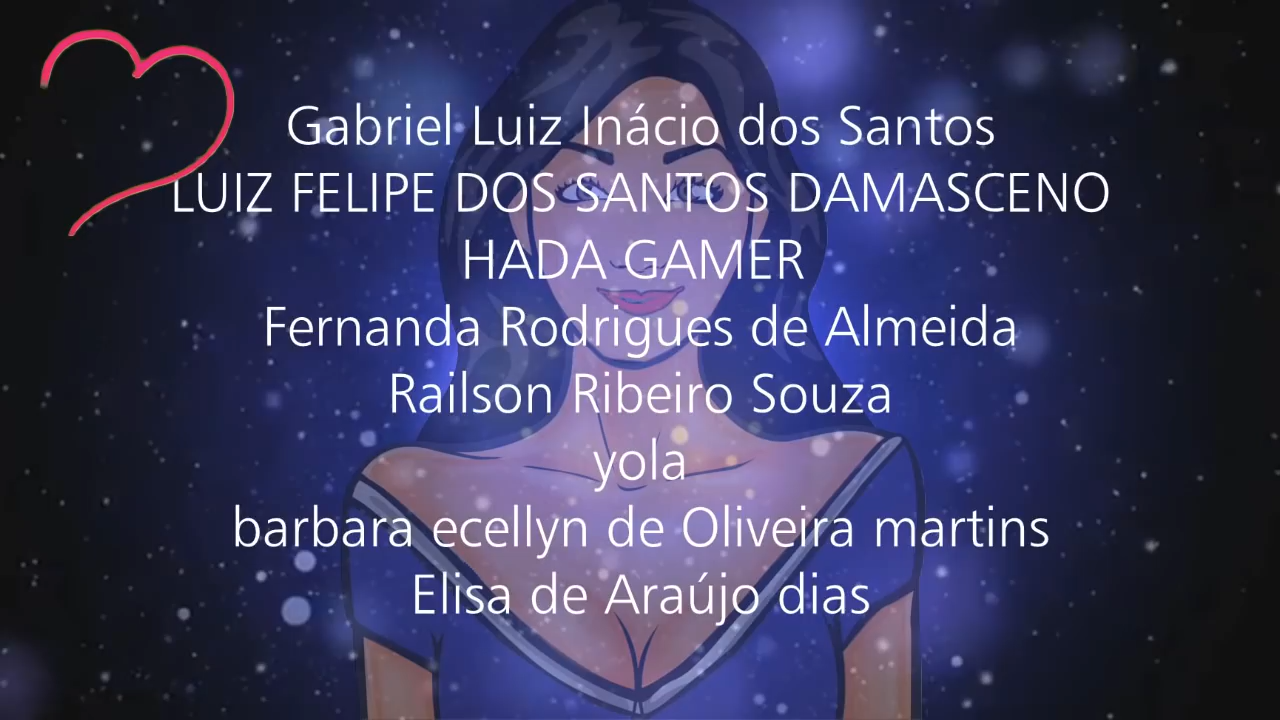 Gabriel Luiz Inácio dos Santos
LUIZ FELIPE DOS SANTOS DAMASCENO
HADA GAMER
Fernanda Rodrigues de Almeida
Railson Ribeiro Souza
yola
barbara ecellyn de Oliveira martins
Elisa de Araújo dias